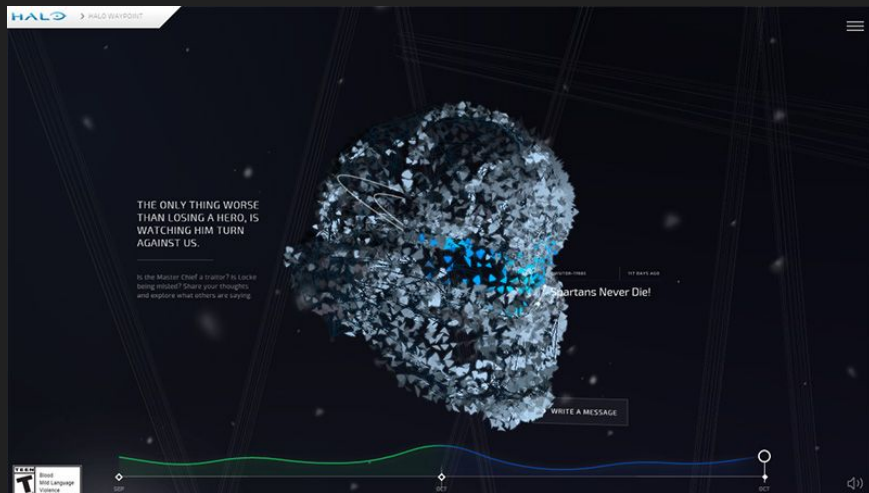 HALO
> HALO WAYPOINT
THE ONLY THING WORSE
THAN LOSING A HERO, IS
WATCHING HIM TURN
AGAINST US.
Is the Master Chief a traitor? Is Locke
being misled? Share your thoughts
and explore what others are saying
117 DAYS AGO
Spartans Never Die!
WRITE A MESSAGE
SEP
OCT
OCT
TEEN
T
Blood
Mild Language
Violence